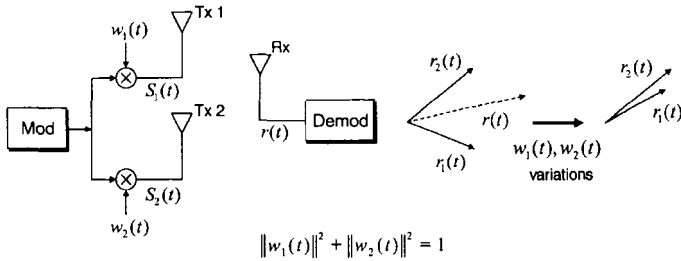 Tx 1
w₁(t)
S₁(t)
Mod
Tx 2
S₂(t)
w₂(t)
Rx
r(t)
Demod
r₂(t)
r(t)
r₁(t)
w₁(t), w₂(t)
variations
r₂(t)
r₁(t)
‖w₁(t)‖² + ‖w₂(t)‖² = 1